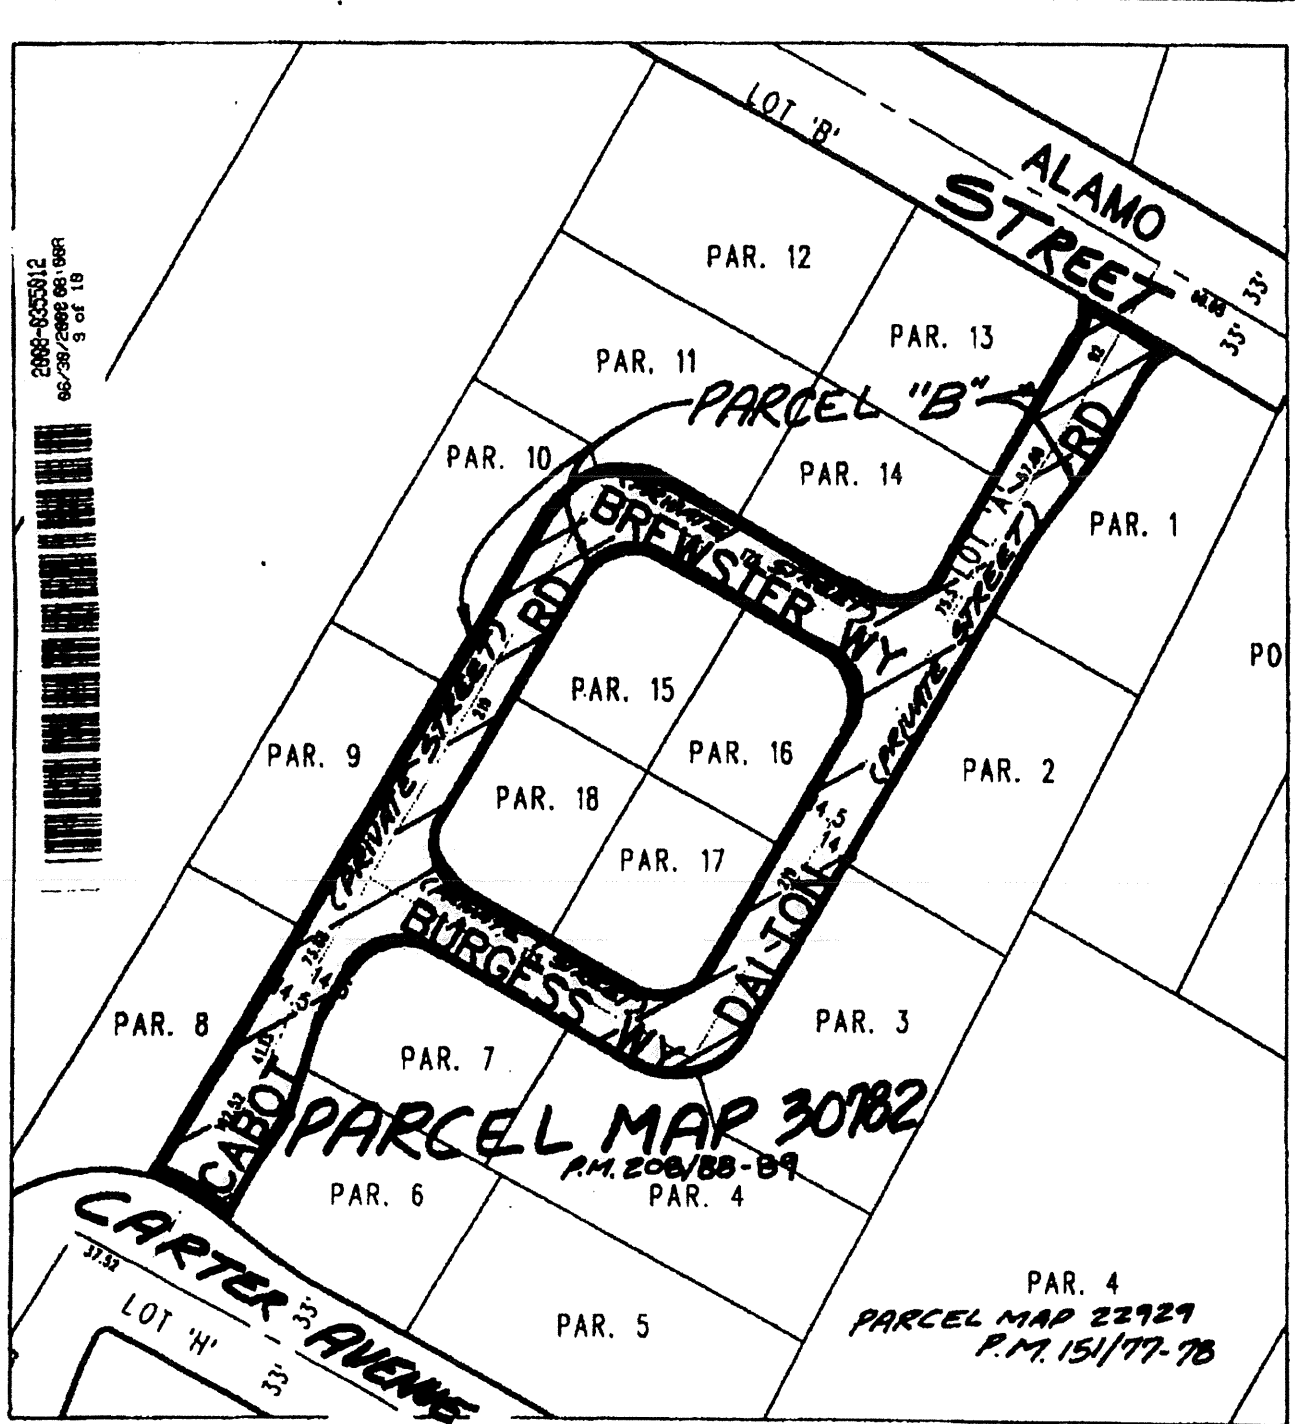 LOT 'B'
ALAMO
STREET
33'
33'
PAR. 12
PAR. 13
PAR. 11
PARCEL "B"
PAR. 10
PAR. 14
RD
LOT 'A'
PAR. 1
BREWSTER WY
(PRIVATE STREET)
RD
(PRIVATE STREET)
PO
PAR. 15
PAR. 16
PAR. 9
PAR. 2
PAR. 18
PAR. 17
(PRIVATE STREET)
BURGESS WY
DALTON
PAR. 8
PAR. 7
PAR. 3
CABOT
PARCEL MAP 30782
P.M. 208/88-89
PAR. 6
PAR. 4
CARTER AVENUE
37.52
LOT 'H'
33'
33'
PAR. 5
PAR. 4
PARCEL MAP 22929
P.M. 151/77-78
9 of 18